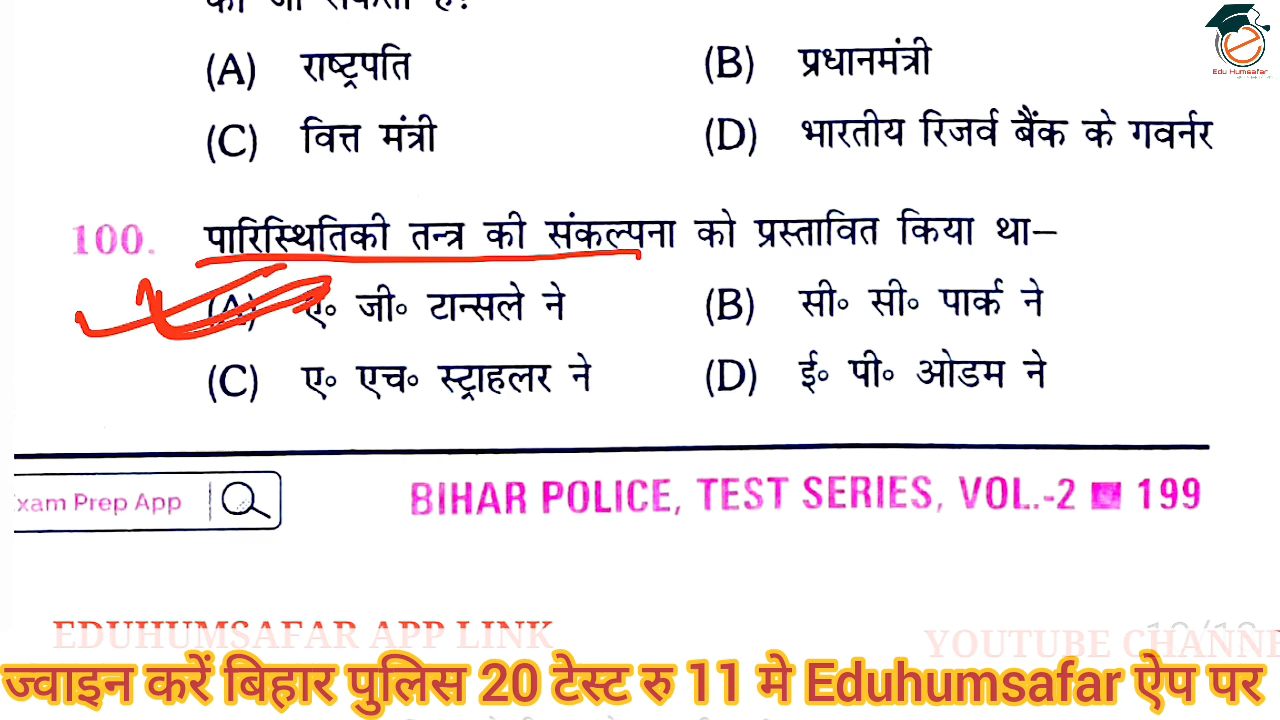 (A) राष्ट्रपति (B) प्रधानमंत्री
(C) वित्त मंत्री (D) भारतीय रिजर्व बैंक के गवर्नर
100. पारिस्थितिकी तन्त्र की संकल्पना को प्रस्तावित किया था—
(A) ए० जी० टान्सले ने (B) सी० सी० पार्क ने
(C) ए० एच० स्ट्राहलर ने (D) ई० पी० ओडम ने
xam Prep App
BIHAR POLICE, TEST SERIES, VOL.-2 ■ 199
EDUHUMSAFAR APP LINK
YOUTUBE CHANNE
ज्वाइन करें बिहार पुलिस 20 टेस्ट रु 11 मे Eduhumsafar ऐप पर
Edu Humsafar